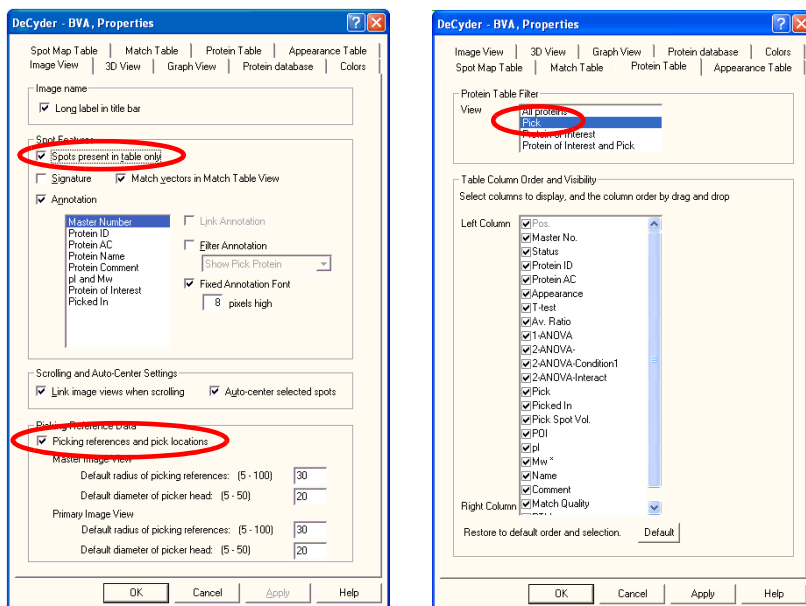 DeCyder - BVA, Properties
Spot Map Table | Match Table | Protein Table | Appearance Table
Image View | 3D View | Graph View | Protein database | Colors
Image name
Long label in title bar
Spot Features
Spots present in table only
Signature Match vectors in Match Table View
Annotation
Master Number
Protein ID
Protein AC
Protein Name
Protein Comment
pI and Mw
Protein of Interest
Picked In
Link Annotation
Filter Annotation
Show Pick Protein
Fixed Annotation Font
8 pixels high
Scrolling and Auto-Center Settings
Link image views when scrolling Auto-center selected spots
Picking Reference Data
Picking references and pick locations
Master Image View
Default radius of picking references: (5 - 100) 30
Default diameter of picker head: (5 - 50) 20
Primary Image View
Default radius of picking references: (5 - 100) 30
Default diameter of picker head: (5 - 50) 20
OK Cancel Apply Help
DeCyder - BVA, Properties
Image View | 3D View | Graph View | Protein database | Colors
Spot Map Table | Match Table Protein Table | Appearance Table
Protein Table Filter
View
All proteins
Pick
Protein of Interest
Protein of Interest and Pick
Table Column Order and Visibility
Select columns to display, and the column order by drag and drop
Left Column
Pos.
Master No.
Status
Protein ID
Protein AC
Appearance
T-test
Av. Ratio
1-ANOVA
2-ANOVA-
2-ANOVA-Condition1
2-ANOVA-Interact
Pick
Picked In
Pick Spot Vol.
POI
pI
Mw *
Name
Comment
Right Column Match Quality
Restore to default order and selection. Default
OK Cancel Apply Help